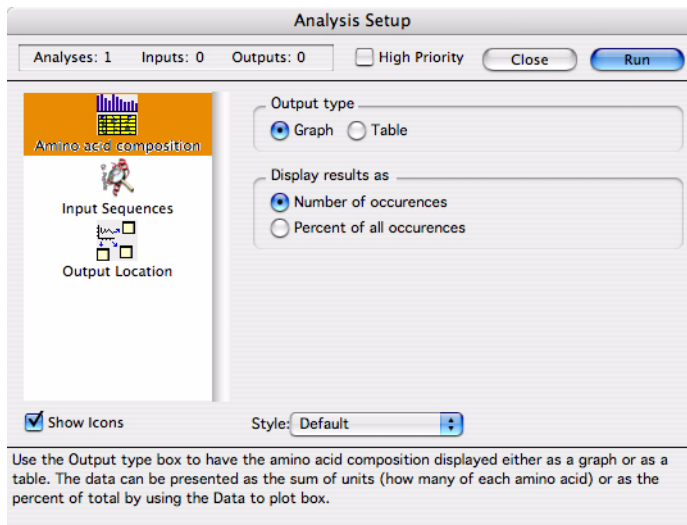 Analysis Setup
Analyses: 1 Inputs: 0 Outputs: 0 High Priority Close Run
Amino acid composition
Input Sequences
Output Location
Output type
Graph Table
Display results as
Number of occurences
Percent of all occurences
Show Icons Style: Default
Use the Output type box to have the amino acid composition displayed either as a graph or as a
table. The data can be presented as the sum of units (how many of each amino acid) or as the
percent of total by using the Data to plot box.